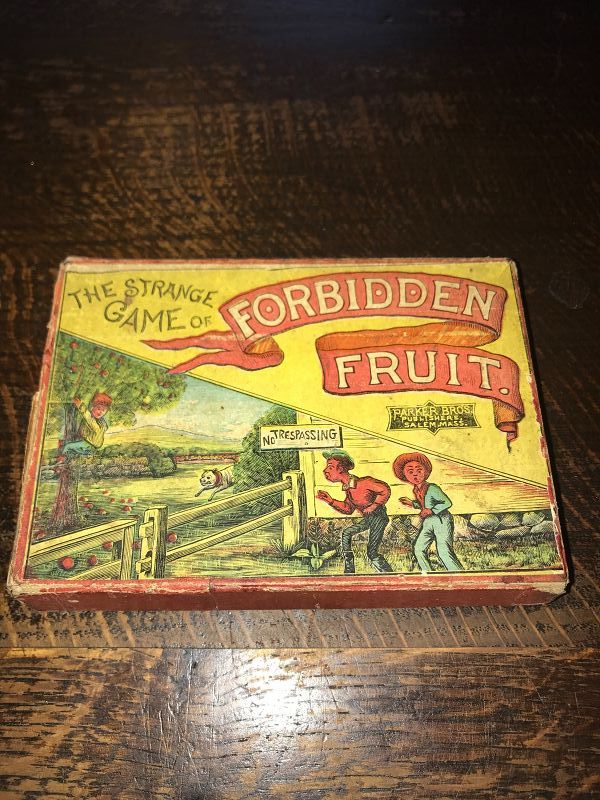 THE STRANGE
GAME OF
FORBIDDEN
FRUIT.
PARKER BROS.
PUBLISHERS,
SALEM, MASS.
NO TRESPASSING